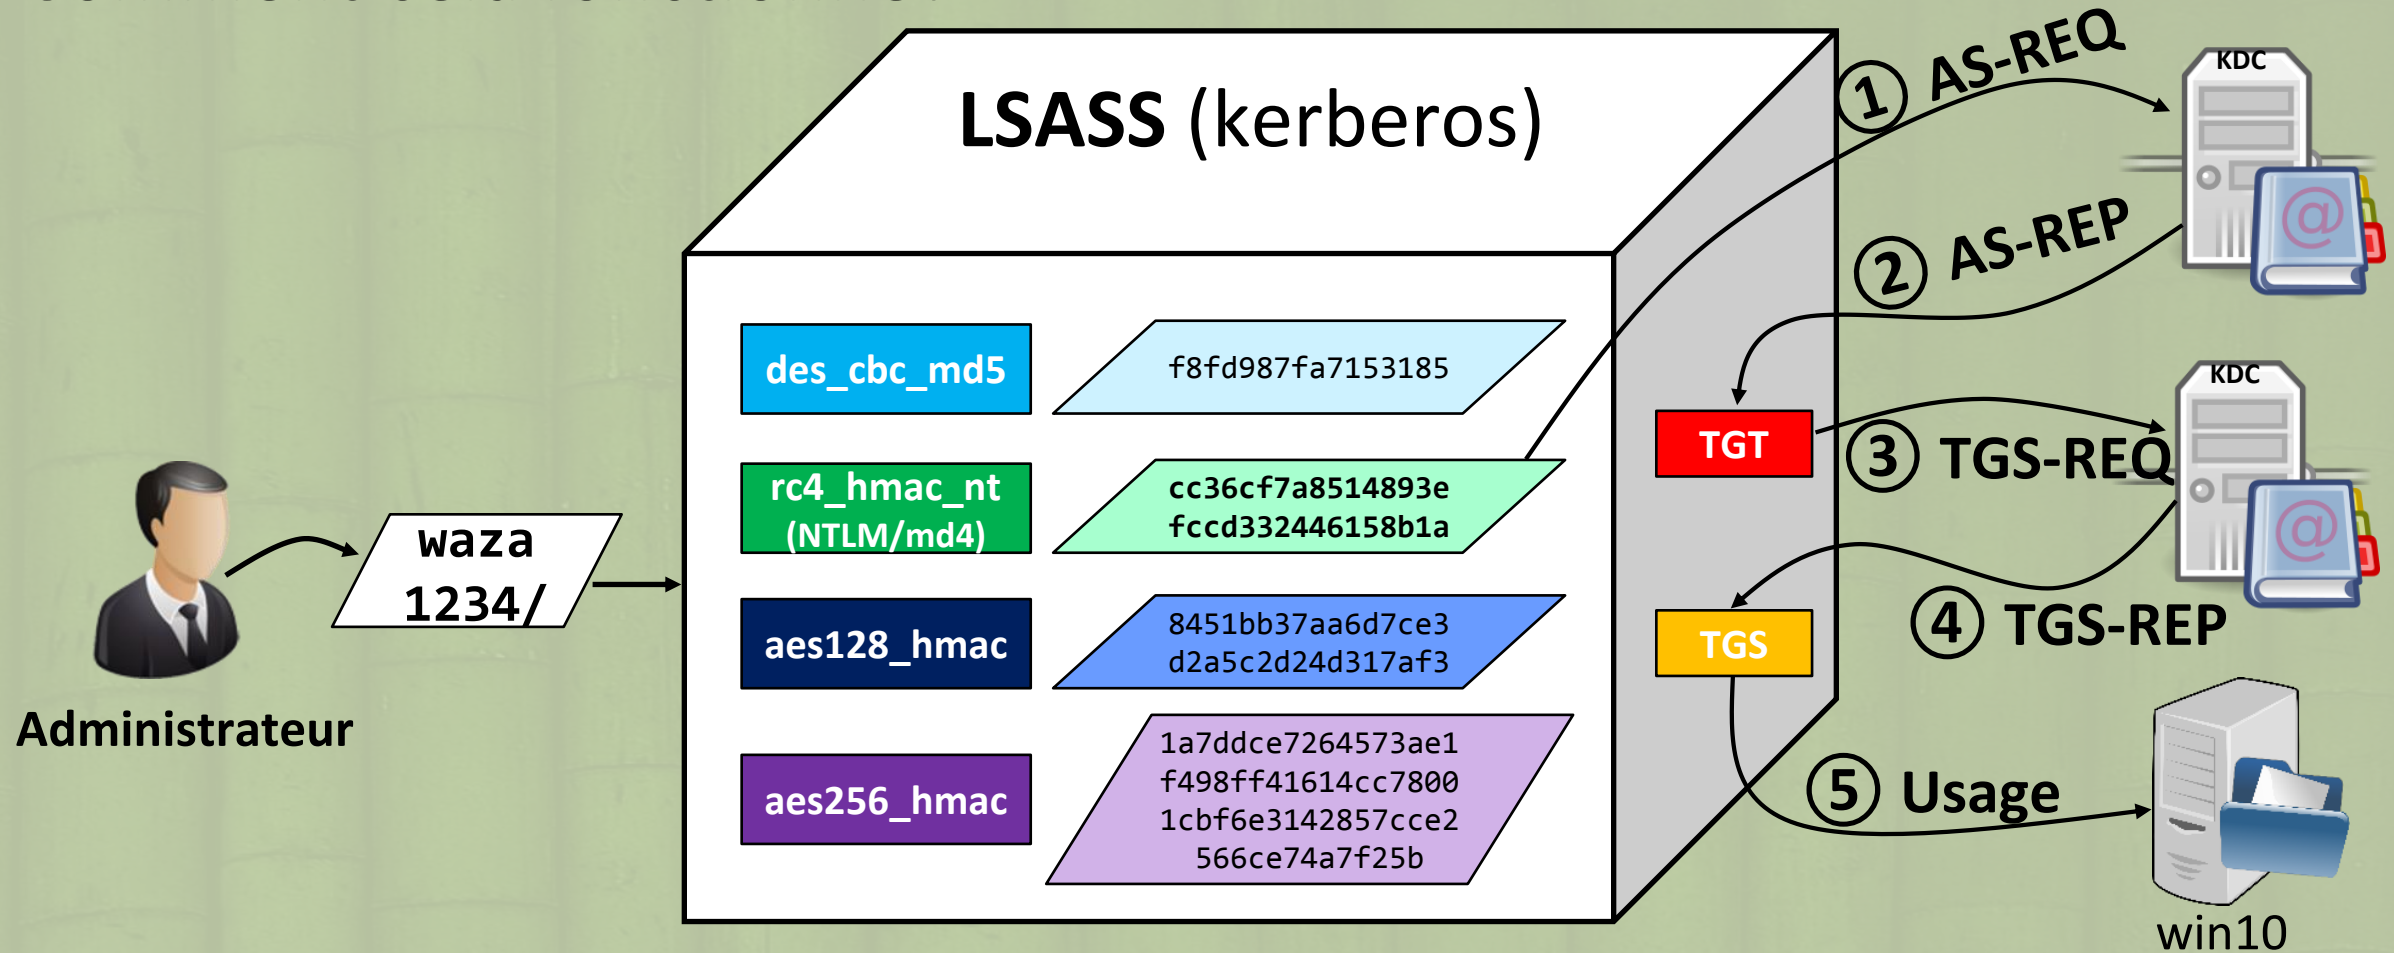 LSASS (kerberos)
des_cbc_md5
f8fd987fa7153185
rc4_hmac_nt
(NTLM/md4)
cc36cf7a8514893e
fccd332446158b1a
aes128_hmac
8451bb37aa6d7ce3
d2a5c2d24d317af3
aes256_hmac
1a7ddce7264573ae1
f498ff41614cc7800
1cbf6e3142857cce2
566ce74a7f25b
waza
1234/
Administrateur
TGT
TGS
① AS-REQ
② AS-REP
③ TGS-REQ
④ TGS-REP
⑤ Usage
KDC
@
KDC
@
win10